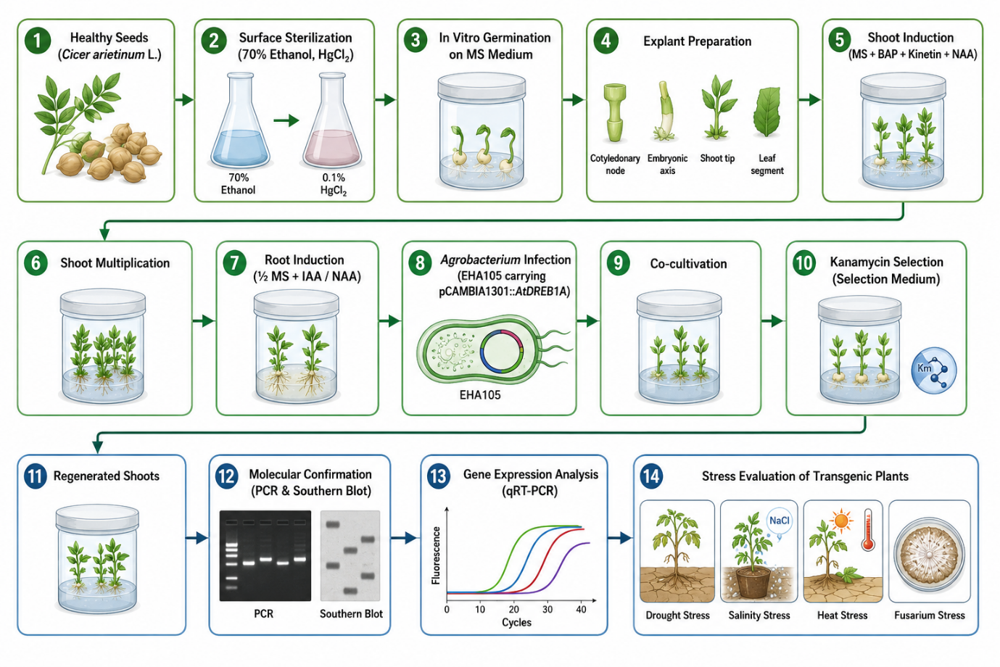 1
Healthy Seeds
(Cicer arietinum L.)
2
Surface Sterilization
(70% Ethanol, HgCl₂)
70%
Ethanol
0.1%
HgCl₂
3
In Vitro Germination
on MS Medium
4
Explant Preparation
Cotyledonary
node
Embryonic
axis
Shoot tip
Leaf
segment
5
Shoot Induction
(MS + BAP + Kinetin + NAA)
6
Shoot Multiplication
7
Root Induction
(½ MS + IAA / NAA)
8
Agrobacterium Infection
(EHA105 carrying
pCAMBIA1301::AtDREB1A)
EHA105
9
Co-cultivation
10
Kanamycin Selection
(Selection Medium)
Km
11
Regenerated Shoots
12
Molecular Confirmation
(PCR & Southern Blot)
PCR
Southern Blot
13
Gene Expression Analysis
(qRT-PCR)
Fluorescence
0 10 20 30 40
Cycles
14
Stress Evaluation of Transgenic Plants
Drought Stress
NaCl
Salinity Stress
Heat Stress
Fusarium Stress